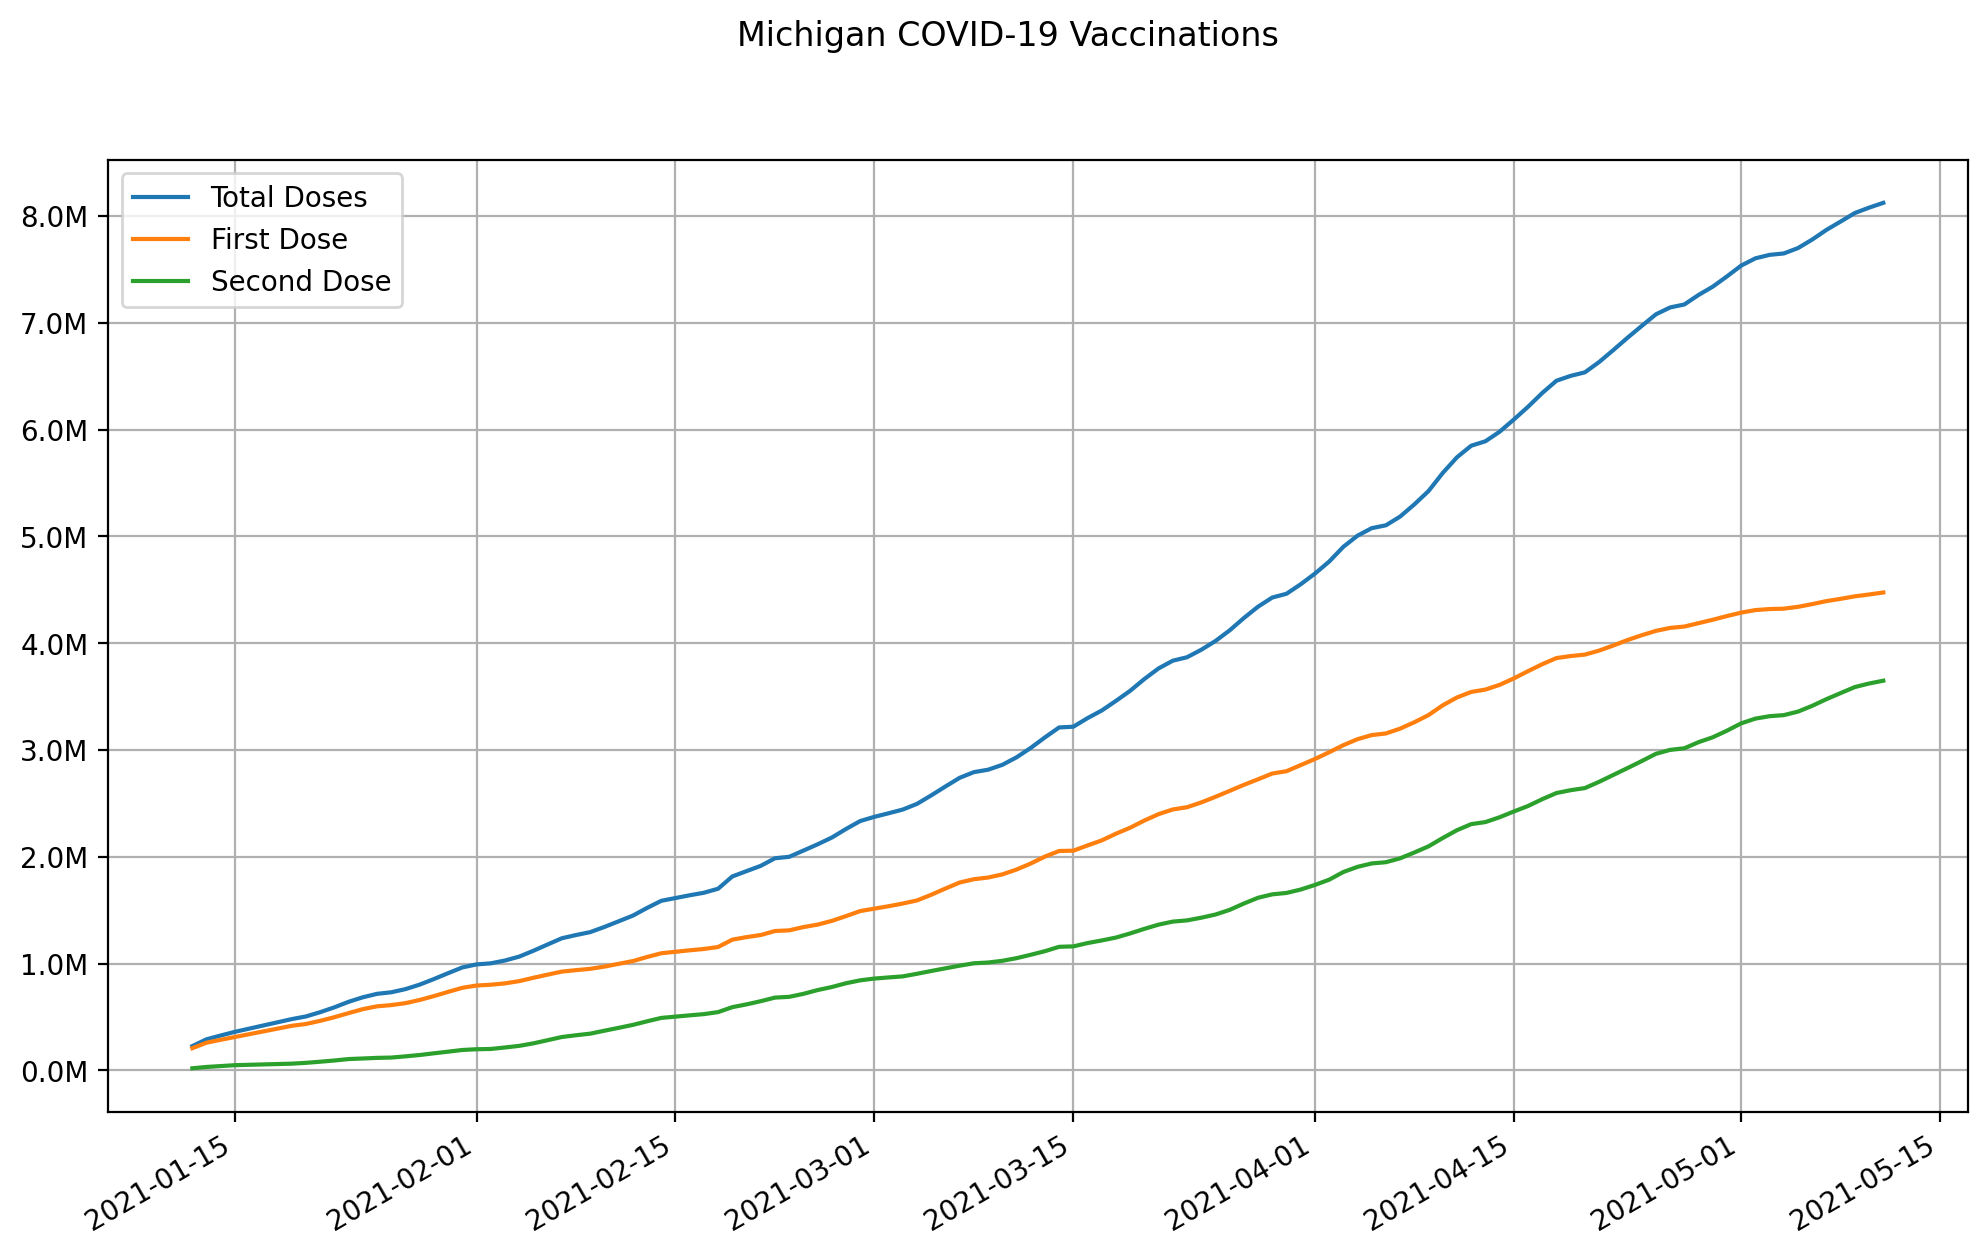 Michigan COVID-19 Vaccinations
Total Doses
First Dose
Second Dose
8.0M
7.0M
6.0M
5.0M
4.0M
3.0M
2.0M
1.0M
0.0M
2021-01-15
2021-02-01
2021-02-15
2021-03-01
2021-03-15
2021-04-01
2021-04-15
2021-05-01
2021-05-15